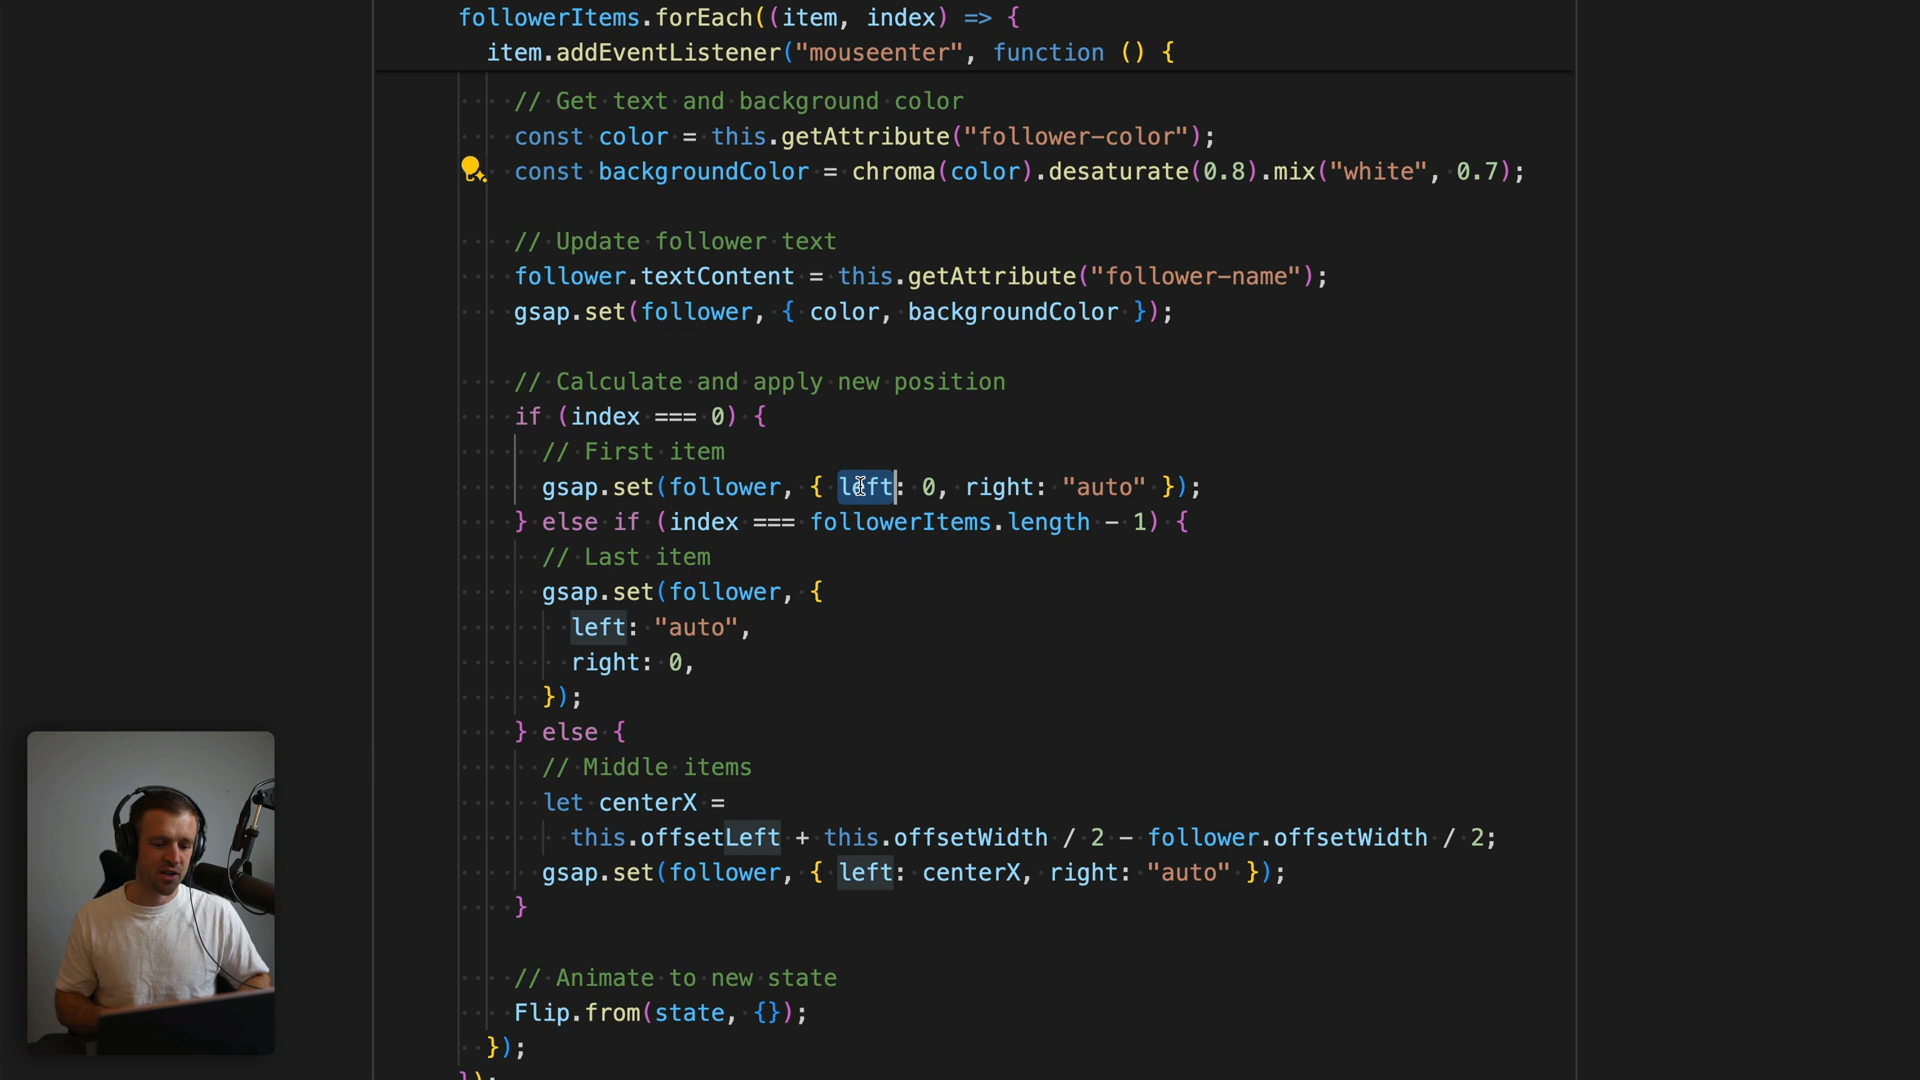 followerItems.forEach((item, index) => {
item.addEventListener("mouseenter", function () {
// Get text and background color
const color = this.getAttribute("follower-color");
const backgroundColor = chroma(color).desaturate(0.8).mix("white", 0.7);
// Update follower text
follower.textContent = this.getAttribute("follower-name");
gsap.set(follower, { color, backgroundColor });
// Calculate and apply new position
if (index === 0) {
// First item
gsap.set(follower, { left: 0, right: "auto" });
} else if (index === followerItems.length - 1) {
// Last item
gsap.set(follower, {
left: "auto",
right: 0,
});
} else {
// Middle items
let centerX =
this.offsetLeft + this.offsetWidth / 2 - follower.offsetWidth / 2;
gsap.set(follower, { left: centerX, right: "auto" });
}
// Animate to new state
Flip.from(state, {});
});
});